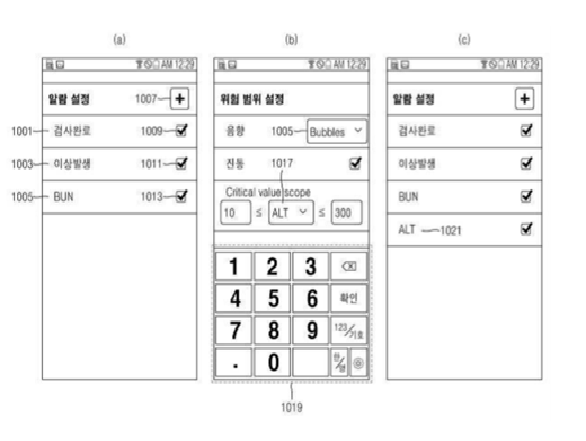 (a)
(b)
(c)
AM 12:29
AM 12:29
AM 12:29
알람 설정 1007 +
1001 검사완료 1009
1003 이상발생 1011
1005 BUN 1013
위험 범위 설정
음향 1005 Bubbles
진동 1017
Critical value scope
10 ≤ ALT ≤ 300
1 2 3
4 5 6 확인
7 8 9 123/기호
. 0 한/영
1019
알람 설정 +
검사완료
이상발생
BUN
ALT 1021